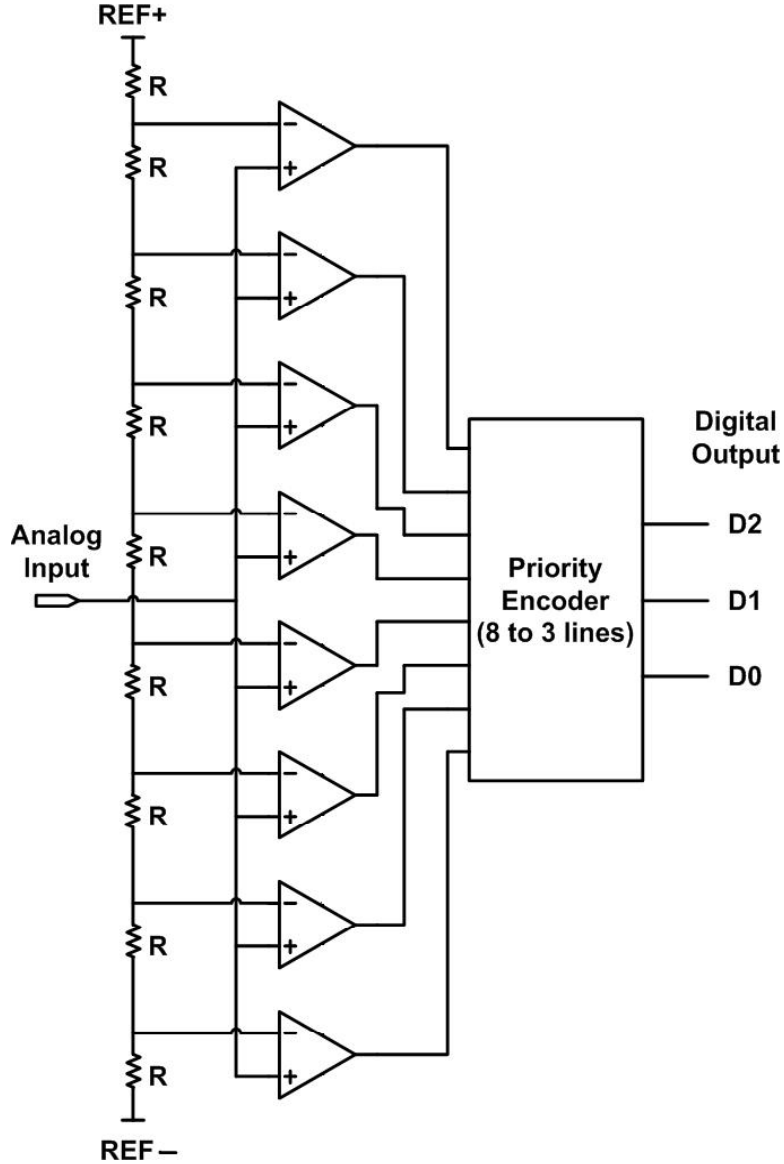 REF+
R
−
R
+
−
R
+
−
R
+
−
Analog
Input
R
+
−
R
+
−
R
+
−
R
+
−
R
+
REF −
Priority
Encoder
(8 to 3 lines)
Digital
Output
D2
D1
D0